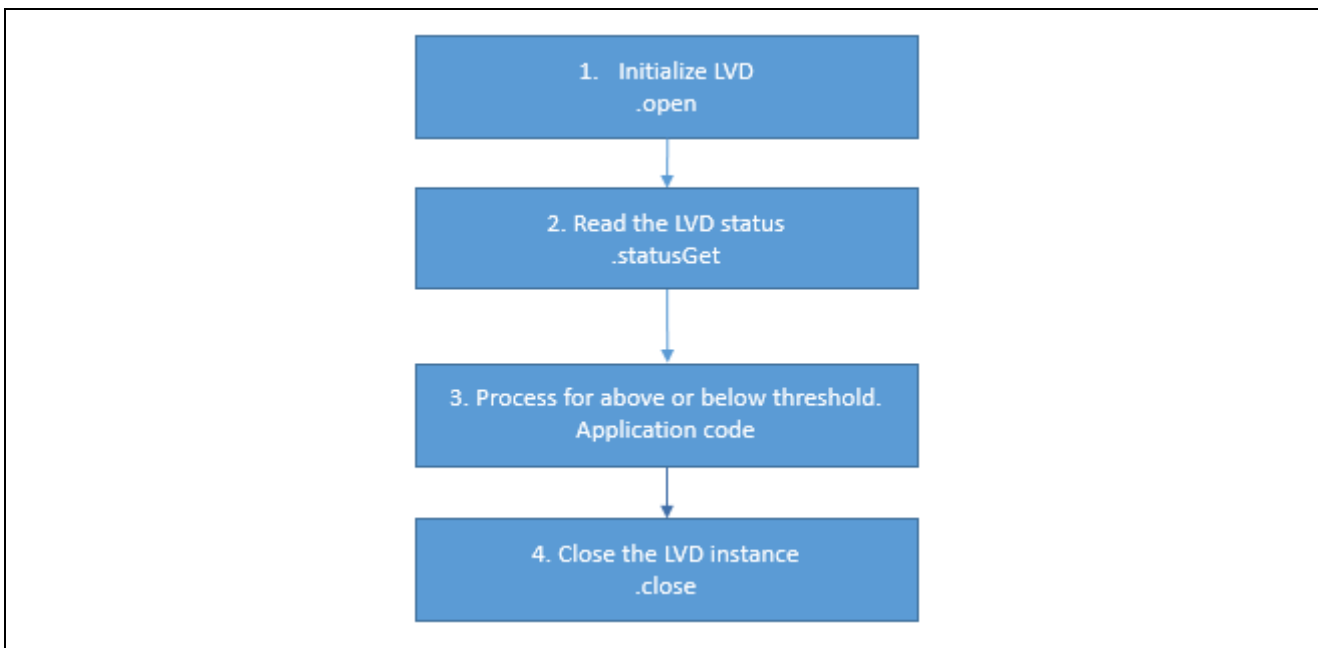 1. Initialize LVD
.open
2. Read the LVD status
.statusGet
3. Process for above or below threshold.
Application code
4. Close the LVD instance
.close